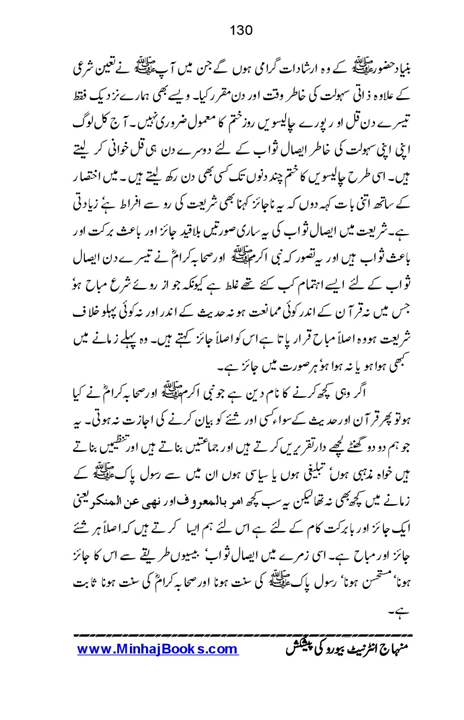 130
بنیاد حضور ﷺ کے وہ ارشادات گرامی ہوں گے جن میں آپ ﷺ نے تعین شرعی
کے علاوہ ذاتی سہولت کی خاطر وقت اور دن مقرر کیا۔ ویسے بھی ہمارے نزدیک فقط
تیسرے دن قل اور پورے چالیسویں روز ختم کا معمول ضروری نہیں۔ آج کل لوگ
اپنی اپنی سہولت کی خاطر ایصال ثواب کے لئے دوسرے دن ہی قل خوانی کر لیتے
ہیں۔ اسی طرح چالیسویں کا ختم چند دنوں تک کسی بھی دن رکھ لیتے ہیں۔ میں اختصار
کے ساتھ اتنی بات کہہ دوں کہ یہ ناجائز کہنا بھی شریعت کی رو سے افراط ہے، زیادتی
ہے۔ شریعت میں ایصال ثواب کی یہ ساری صورتیں بلاقید جائز اور باعث برکت اور
باعث ثواب ہیں اور یہ تصور کہ نبی اکرم ﷺ اور صحابہ کرامؓ نے تیسرے دن ایصال
ثواب کے لئے ایسے اہتمام کب کئے تھے غلط ہے کیونکہ جو از روئے شرع مباح ہو،
جس میں نہ قرآن کے اندر کوئی ممانعت ہو نہ حدیث کے اندر اور نہ کوئی پہلو خلاف
شریعت ہو وہ اصلاً مباح قرار پاتا ہے اس کو اصلاً جائز کہتے ہیں۔ وہ پہلے زمانے میں
کبھی ہوا ہو یا نہ ہوا ہو، ہر صورت میں جائز ہے۔
اگر وہی کچھ کرنے کا نام دین ہے جو نبی اکرم ﷺ اور صحابہ کرامؓ نے کیا
ہو تو پھر قرآن اور حدیث کے سواء کسی اور شئے کو بیان کرنے کی اجازت نہ ہوتی۔ یہ
جو ہم دو دو گھنٹے لچھے دار تقریریں کرتے ہیں اور جماعتیں بناتے ہیں اور تنظیمیں بناتے
ہیں خواہ مذہبی ہوں، تبلیغی ہوں یا سیاسی ہوں ان میں سے رسول پاک ﷺ کے
زمانے میں کچھ بھی نہ تھا لیکن یہ سب کچھ امر بالمعروف اور نهی عن المنكر یعنی
ایک جائز اور بابرکت کام کے لئے ہے اس لئے ہم ایسا کرتے ہیں کہ اصلاً ہر شئے
جائز اور مباح ہے۔ اسی زمرے میں ایصال ثواب، بیسیوں طریقے سے اس کا جائز
ہونا، مستحسن ہونا، رسول پاک ﷺ کی سنت ہونا اور صحابہ کرامؓ کی سنت ہونا ثابت
ہے۔
منہاج انٹرنیٹ بیورو کی پیشکش www.MinhajBooks.com